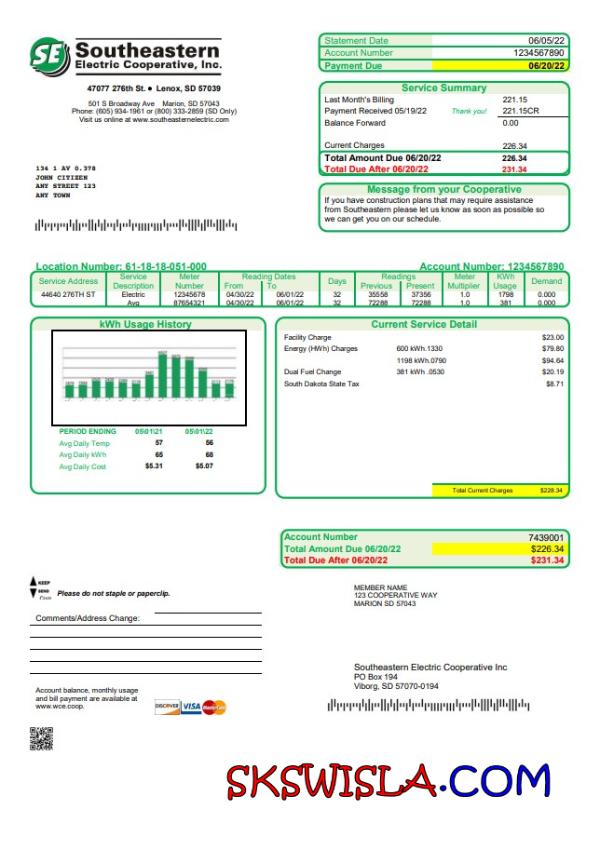 SE Southeastern
Electric Cooperative, Inc.
47077 276th St. ● Lenox, SD 57039
501 S Broadway Ave Marion, SD 57043
Phone: (605) 934-1961 or (800) 333-2859 (SD Only)
Visit us online at www.southeasternelectric.com
Statement Date 06/05/22
Account Number 1234567890
Payment Due 06/20/22
Service Summary
Last Month's Billing 221.15
Payment Received 05/19/22 Thank you! 221.15CR
Balance Forward 0.00
Current Charges 226.34
Total Amount Due 06/20/22 226.34
Total Due After 06/20/22 231.34
134 1 AV 0.378
JOHN CITIZEN
ANY STREET 123
ANY TOWN
Message from your Cooperative
If you have construction plans that may require assistance
from Southeastern please let us know as soon as possible so
we can get you on our schedule.
Location Number: 61-18-18-051-000 Account Number: 1234567890
Service Address Service Description Meter Number Reading Dates From To Days Readings Previous Present Meter Multiplier KWH Usage Demand
44640 276TH ST Electric 12345678 04/30/22 06/01/22 32 35558 37356 1.0 1798 0.000
Avg 87654321 04/30/22 06/01/22 32 72288 72288 1.0 381 0.000
kWh Usage History
PERIOD ENDING 05/01/21 05/01/22
Avg Daily Temp 57 56
Avg Daily kWh 65 68
Avg Daily Cost $5.31 $5.07
Current Service Detail
Facility Charge $23.00
Energy (HWh) Charges 600 kWh.1330 $79.80
1198 kWh.0790 $94.64
Dual Fuel Change 381 kWh .0530 $20.19
South Dakota State Tax $8.71
Total Current Charges $228.34
Account Number 7439001
Total Amount Due 06/20/22 $226.34
Total Due After 06/20/22 $231.34
KEEP
SEND
Please do not staple or paperclip.
Comments/Address Change:
MEMBER NAME
123 COOPERATIVE WAY
MARION SD 57043
Account balance, monthly usage
and bill payment are available at
www.wce.coop.
DISCOVER VISA MasterCard
Southeastern Electric Cooperative Inc
PO Box 194
Viborg, SD 57070-0194
SKSWISLA.COM